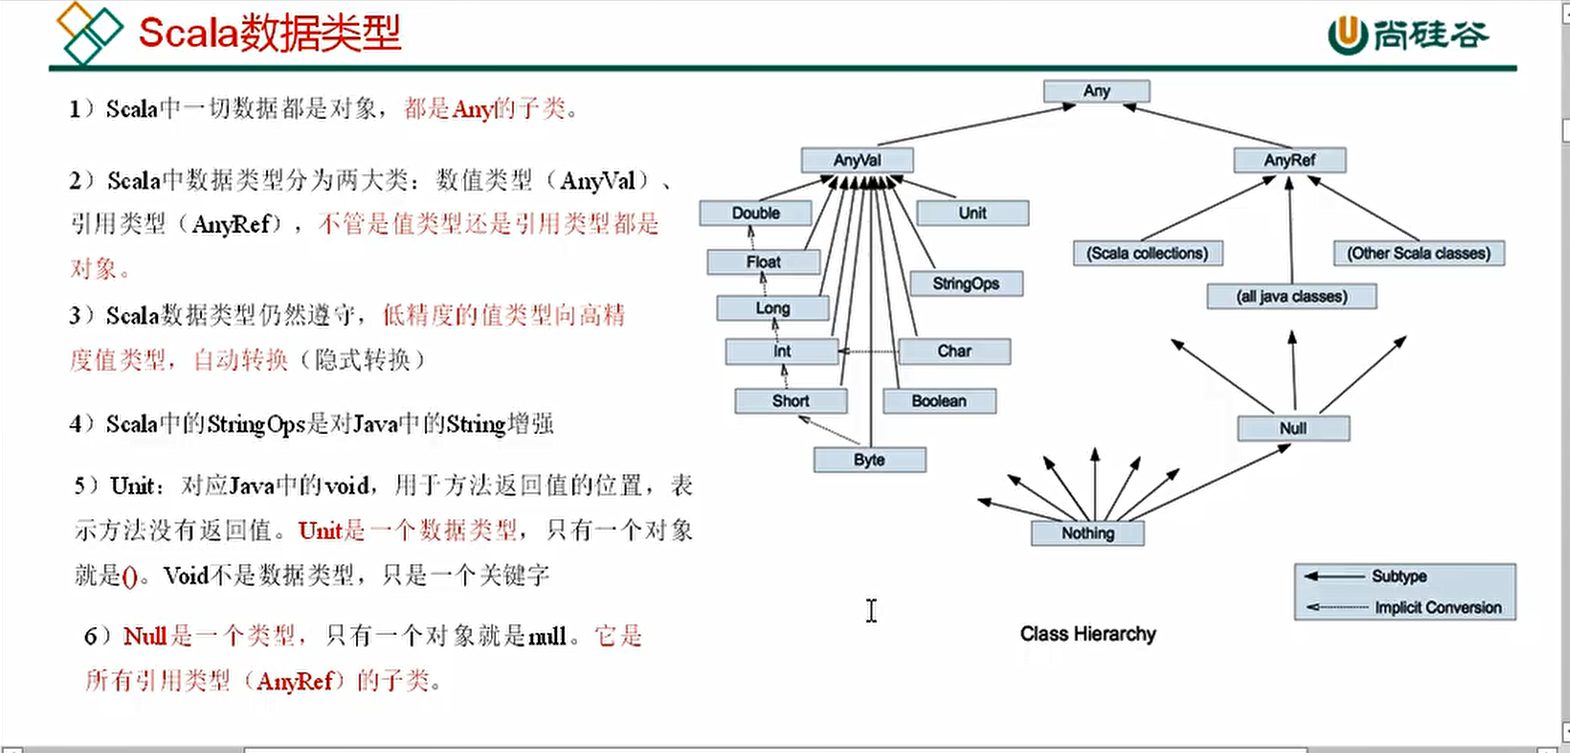 Scala数据类型
尚硅谷
1）Scala中一切数据都是对象，都是Any的子类。
2）Scala中数据类型分为两大类：数值类型（AnyVal）、
引用类型（AnyRef），不管是值类型还是引用类型都是
对象。
3）Scala数据类型仍然遵守，低精度的值类型向高精
度值类型，自动转换（隐式转换）
4）Scala中的StringOps是对Java中的String增强
5）Unit：对应Java中的void，用于方法返回值的位置，表
示方法没有返回值。Unit是一个数据类型，只有一个对象
就是()。Void不是数据类型，只是一个关键字
6）Null是一个类型，只有一个对象就是null。它是
所有引用类型（AnyRef）的子类。
Any
AnyVal
AnyRef
Double
Unit
Float
(Scala collections)
(Other Scala classes)
StringOps
(all java classes)
Long
Int
Char
Short
Boolean
Null
Byte
Nothing
Subtype
Implicit Conversion
Class Hierarchy